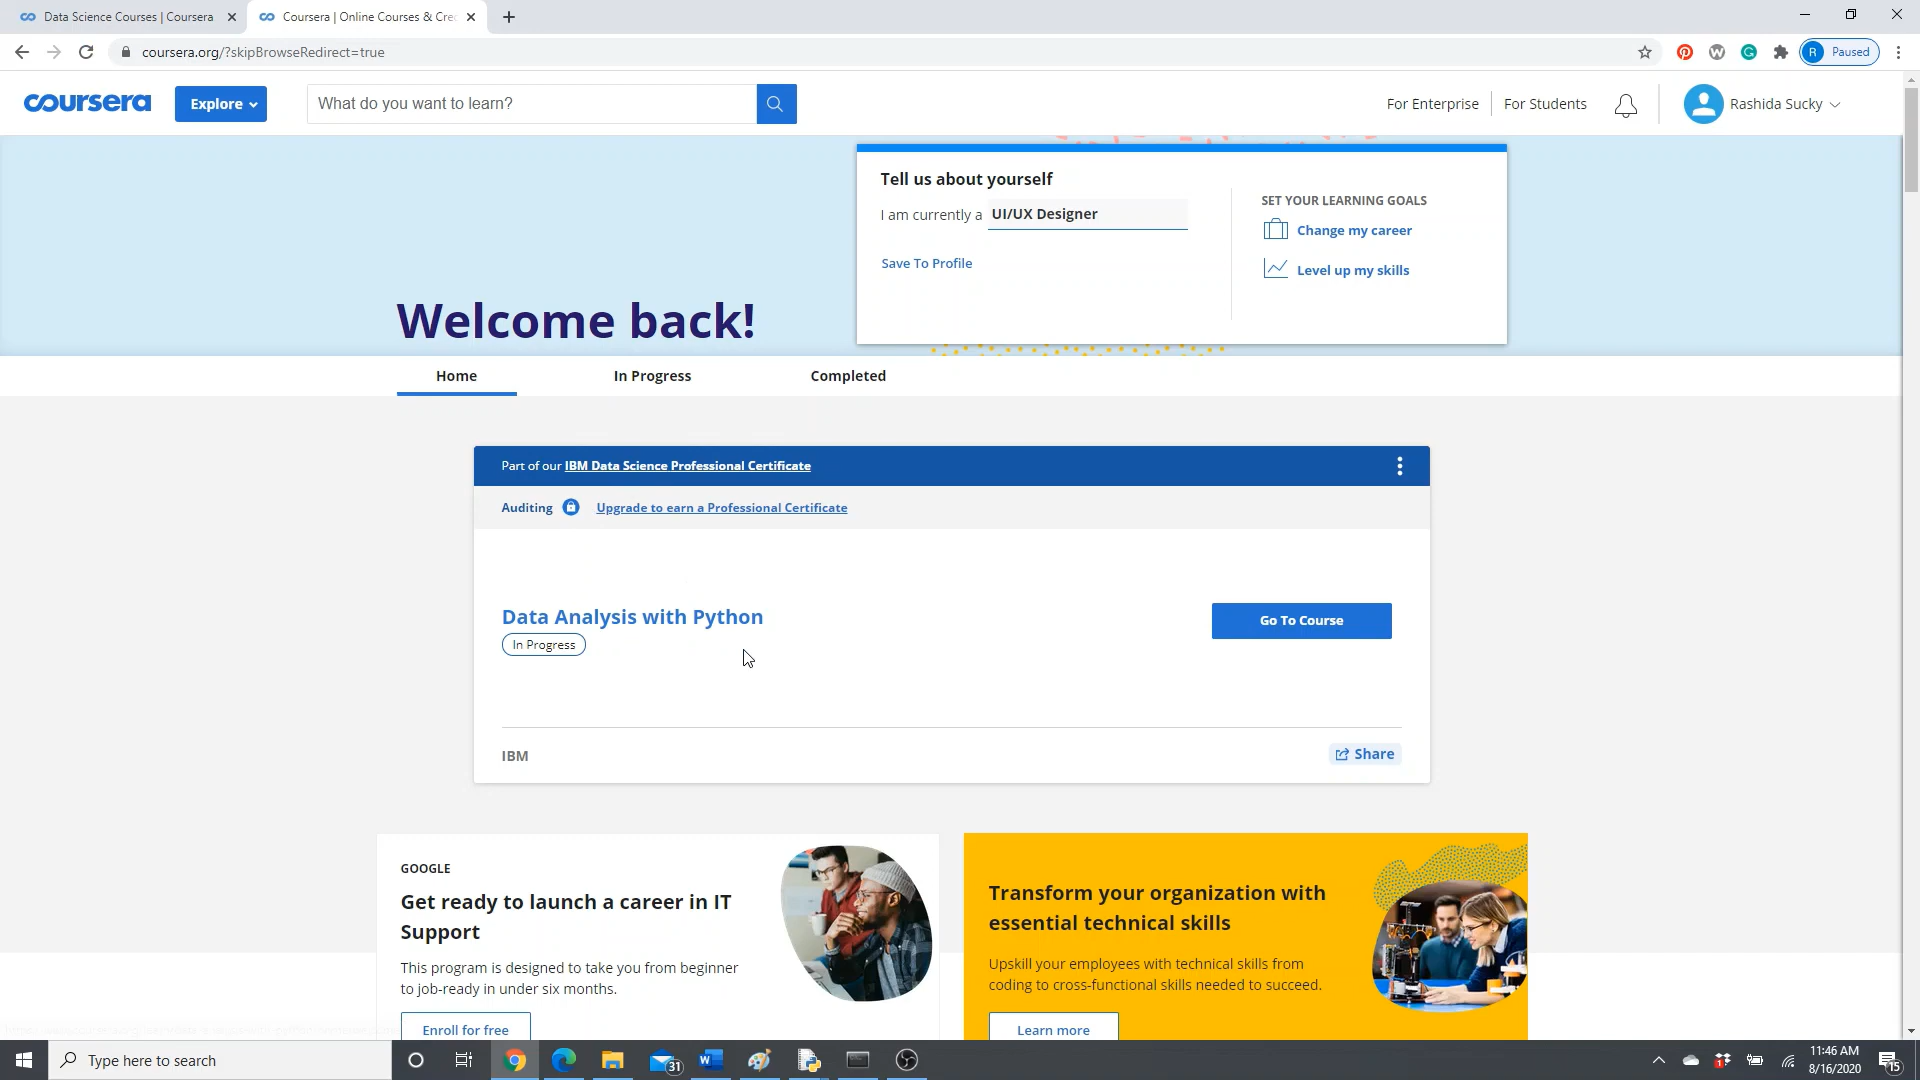 Data Science Courses | Coursera
Coursera | Online Courses & Cre
coursera.org/?skipBrowseRedirect=true
R Paused
coursera
Explore
What do you want to learn?
For Enterprise
For Students
Rashida Sucky
Tell us about yourself
I am currently a UI/UX Designer
Save To Profile
SET YOUR LEARNING GOALS
Change my career
Level up my skills
Welcome back!
Home
In Progress
Completed
Part of our IBM Data Science Professional Certificate
Auditing
Upgrade to earn a Professional Certificate
Data Analysis with Python
In Progress
Go To Course
IBM
Share
GOOGLE
Get ready to launch a career in IT
Support
This program is designed to take you from beginner
to job-ready in under six months.
Enroll for free
Transform your organization with
essential technical skills
Upskill your employees with technical skills from
coding to cross-functional skills needed to succeed.
Learn more
Type here to search
31
1
11:46 AM
8/16/2020
15